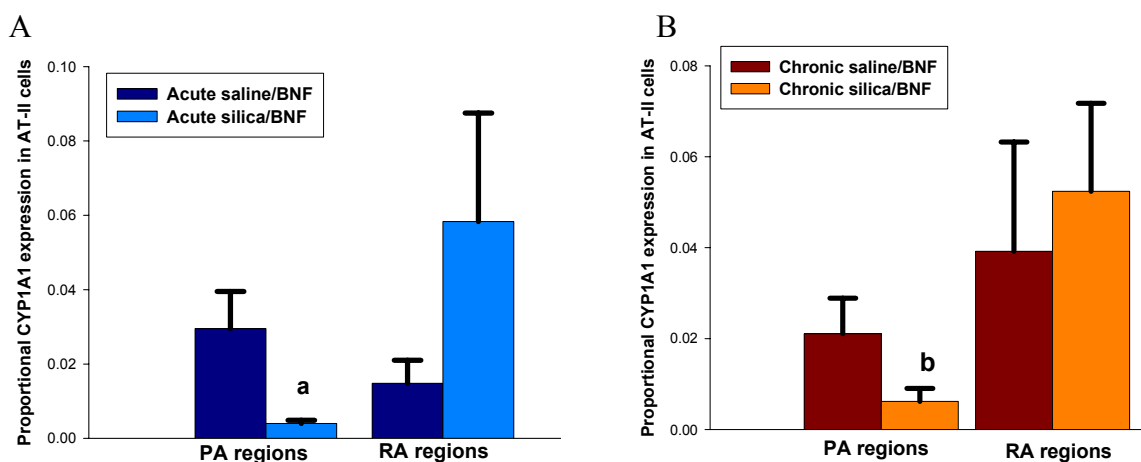 A
Proportional CYP1A1 expression in AT-II cells
0.10
0.08
0.06
0.04
0.02
0.00
Acute saline/BNF
Acute silica/BNF
a
PA regions
RA regions
B
Proportional CYP1A1 expression in AT-II cells
0.08
0.06
0.04
0.02
0.00
Chronic saline/BNF
Chronic silica/BNF
b
PA regions
RA regions